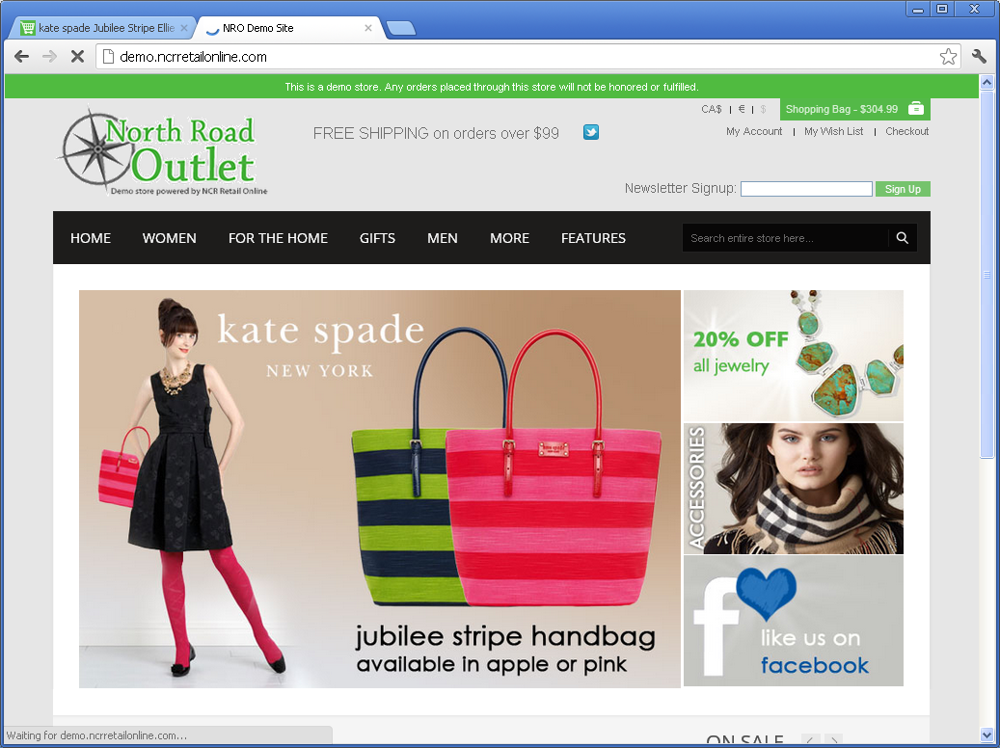 kate spade Jubilee Stripe Ellie
NRO Demo Site
demo.ncrretailonline.com
This is a demo store. Any orders placed through this store will not be honored or fulfilled.
CA$ | € | $
Shopping Bag - $304.99
North Road
Outlet
Demo store powered by NCR Retail Online
FREE SHIPPING on orders over $99
My Account | My Wish List | Checkout
Newsletter Signup:
Sign Up
HOME WOMEN FOR THE HOME GIFTS MEN MORE FEATURES
Search entire store here...
kate spade
NEW YORK
jubilee stripe handbag
available in apple or pink
20% OFF
all jewelry
ACCESSORIES
f
like us on
facebook
ON SALE
Waiting for demo.ncrretailonline.com...